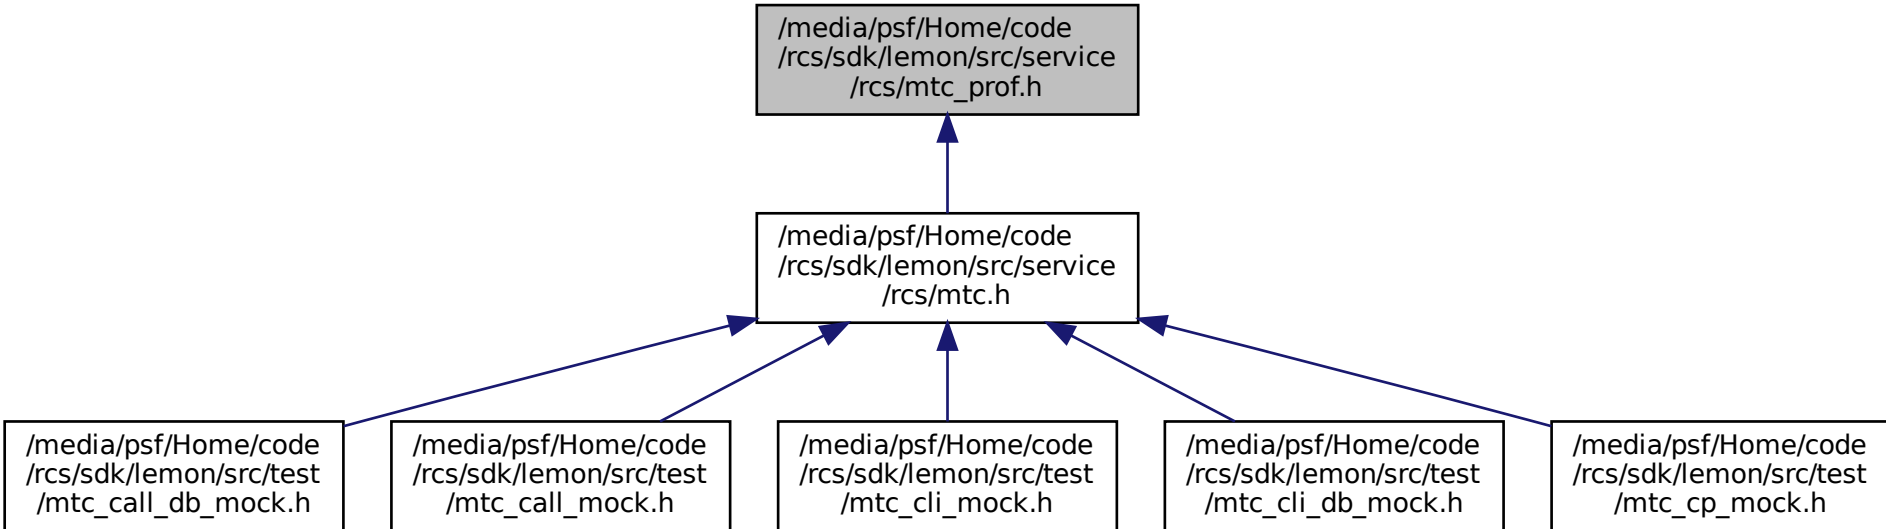 /media/psf/Home/code
/rcs/sdk/lemon/src/service
/rcs/mtc_prof.h
/media/psf/Home/code
/rcs/sdk/lemon/src/service
/rcs/mtc.h
/media/psf/Home/code
/rcs/sdk/lemon/src/test
/mtc_call_db_mock.h
/media/psf/Home/code
/rcs/sdk/lemon/src/test
/mtc_call_mock.h
/media/psf/Home/code
/rcs/sdk/lemon/src/test
/mtc_cli_mock.h
/media/psf/Home/code
/rcs/sdk/lemon/src/test
/mtc_cli_db_mock.h
/media/psf/Home/code
/rcs/sdk/lemon/src/test
/mtc_cp_mock.h